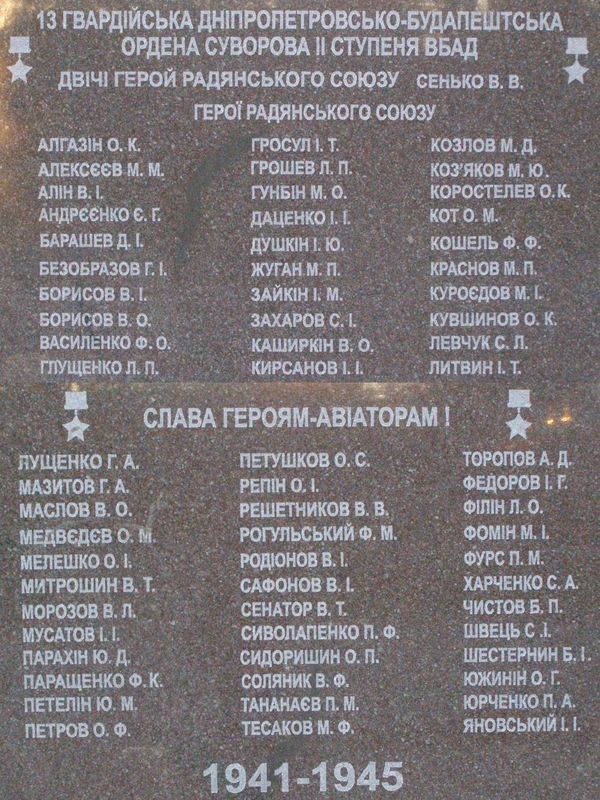 13 ГВАРДІЙСЬКА ДНІПРОПЕТРОВСЬКО-БУДАПЕШТСЬКА
ОРДЕНА СУВОРОВА ІІ СТУПЕНЯ ВБАД
ДВІЧІ ГЕРОЙ РАДЯНСЬКОГО СОЮЗУ СЕНЬКО В. В.
ГЕРОЇ РАДЯНСЬКОГО СОЮЗУ
АЛГАЗІН О. К.
АЛЕКСЄЄВ М. М.
АЛІН В. І.
АНДРЄЄНКО Є. Г.
БАРАШЕВ Д. І.
БЕЗОБРАЗОВ Г. І.
БОРИСОВ В. І.
БОРИСОВ В. О.
ВАСИЛЕНКО Ф. О.
ГЛУЩЕНКО Л. П.
ГРОСУЛ І. Т.
ГРОШЕВ Л. П.
ГУНБІН М. О.
ДАЦЕНКО І. І.
ДУШКІН І. Ю.
ЖУГАН М. П.
ЗАЙКІН І. М.
ЗАХАРОВ С. І.
КАШИРКІН В. О.
КИРСАНОВ І. І.
КОЗЛОВ М. Д.
КОЗ'ЯКОВ М. Ю.
КОРОСТЕЛЕВ О. К.
КОТ О. М.
КОШЕЛЬ Ф. Ф.
КРАСНОВ М. П.
КУРОЄДОВ М. І.
КУВШИНОВ О. К.
ЛЕВЧУК С. Л.
ЛИТВИН І. Т.
СЛАВА ГЕРОЯМ-АВІАТОРАМ !
ЛУЩЕНКО Г. А.
МАЗИТОВ Г. А.
МАСЛОВ В. О.
МЕДВЄДЄВ О. М.
МЕЛЕШКО О. І.
МИТРОШИН В. Т.
МОРОЗОВ В. Л.
МУСАТОВ І. І.
ПАРАХІН Ю. Д.
ПАРАЩЕНКО Ф. К.
ПЕТЕЛІН Ю. М.
ПЕТРОВ О. Ф.
ПЕТУШКОВ О. С.
РЕПІН О. І.
РЕШЕТНИКОВ В. В.
РОГУЛЬСЬКИЙ Ф. М.
РОДІОНОВ В. І.
САФОНОВ В. І.
СЕНАТОР В. Т.
СИВОЛАПЕНКО П. Ф.
СИДОРИШИН О. П.
СОЛЯНИК В. Ф.
ТАНАНАЄВ П. М.
ТЕСАКОВ М. Ф.
ТОРОПОВ А. Д.
ФЕДОРОВ І. Г.
ФІЛІН Л. О.
ФОМІН М. І.
ФУРС П. М.
ХАРЧЕНКО С. А.
ЧИСТОВ Б. П.
ШВЕЦЬ С .І.
ШЕСТЕРНИН Б. І.
ЮЖИНІН О. Г.
ЮРЧЕНКО П. А.
ЯНОВСЬКИЙ І. І.
1941-1945